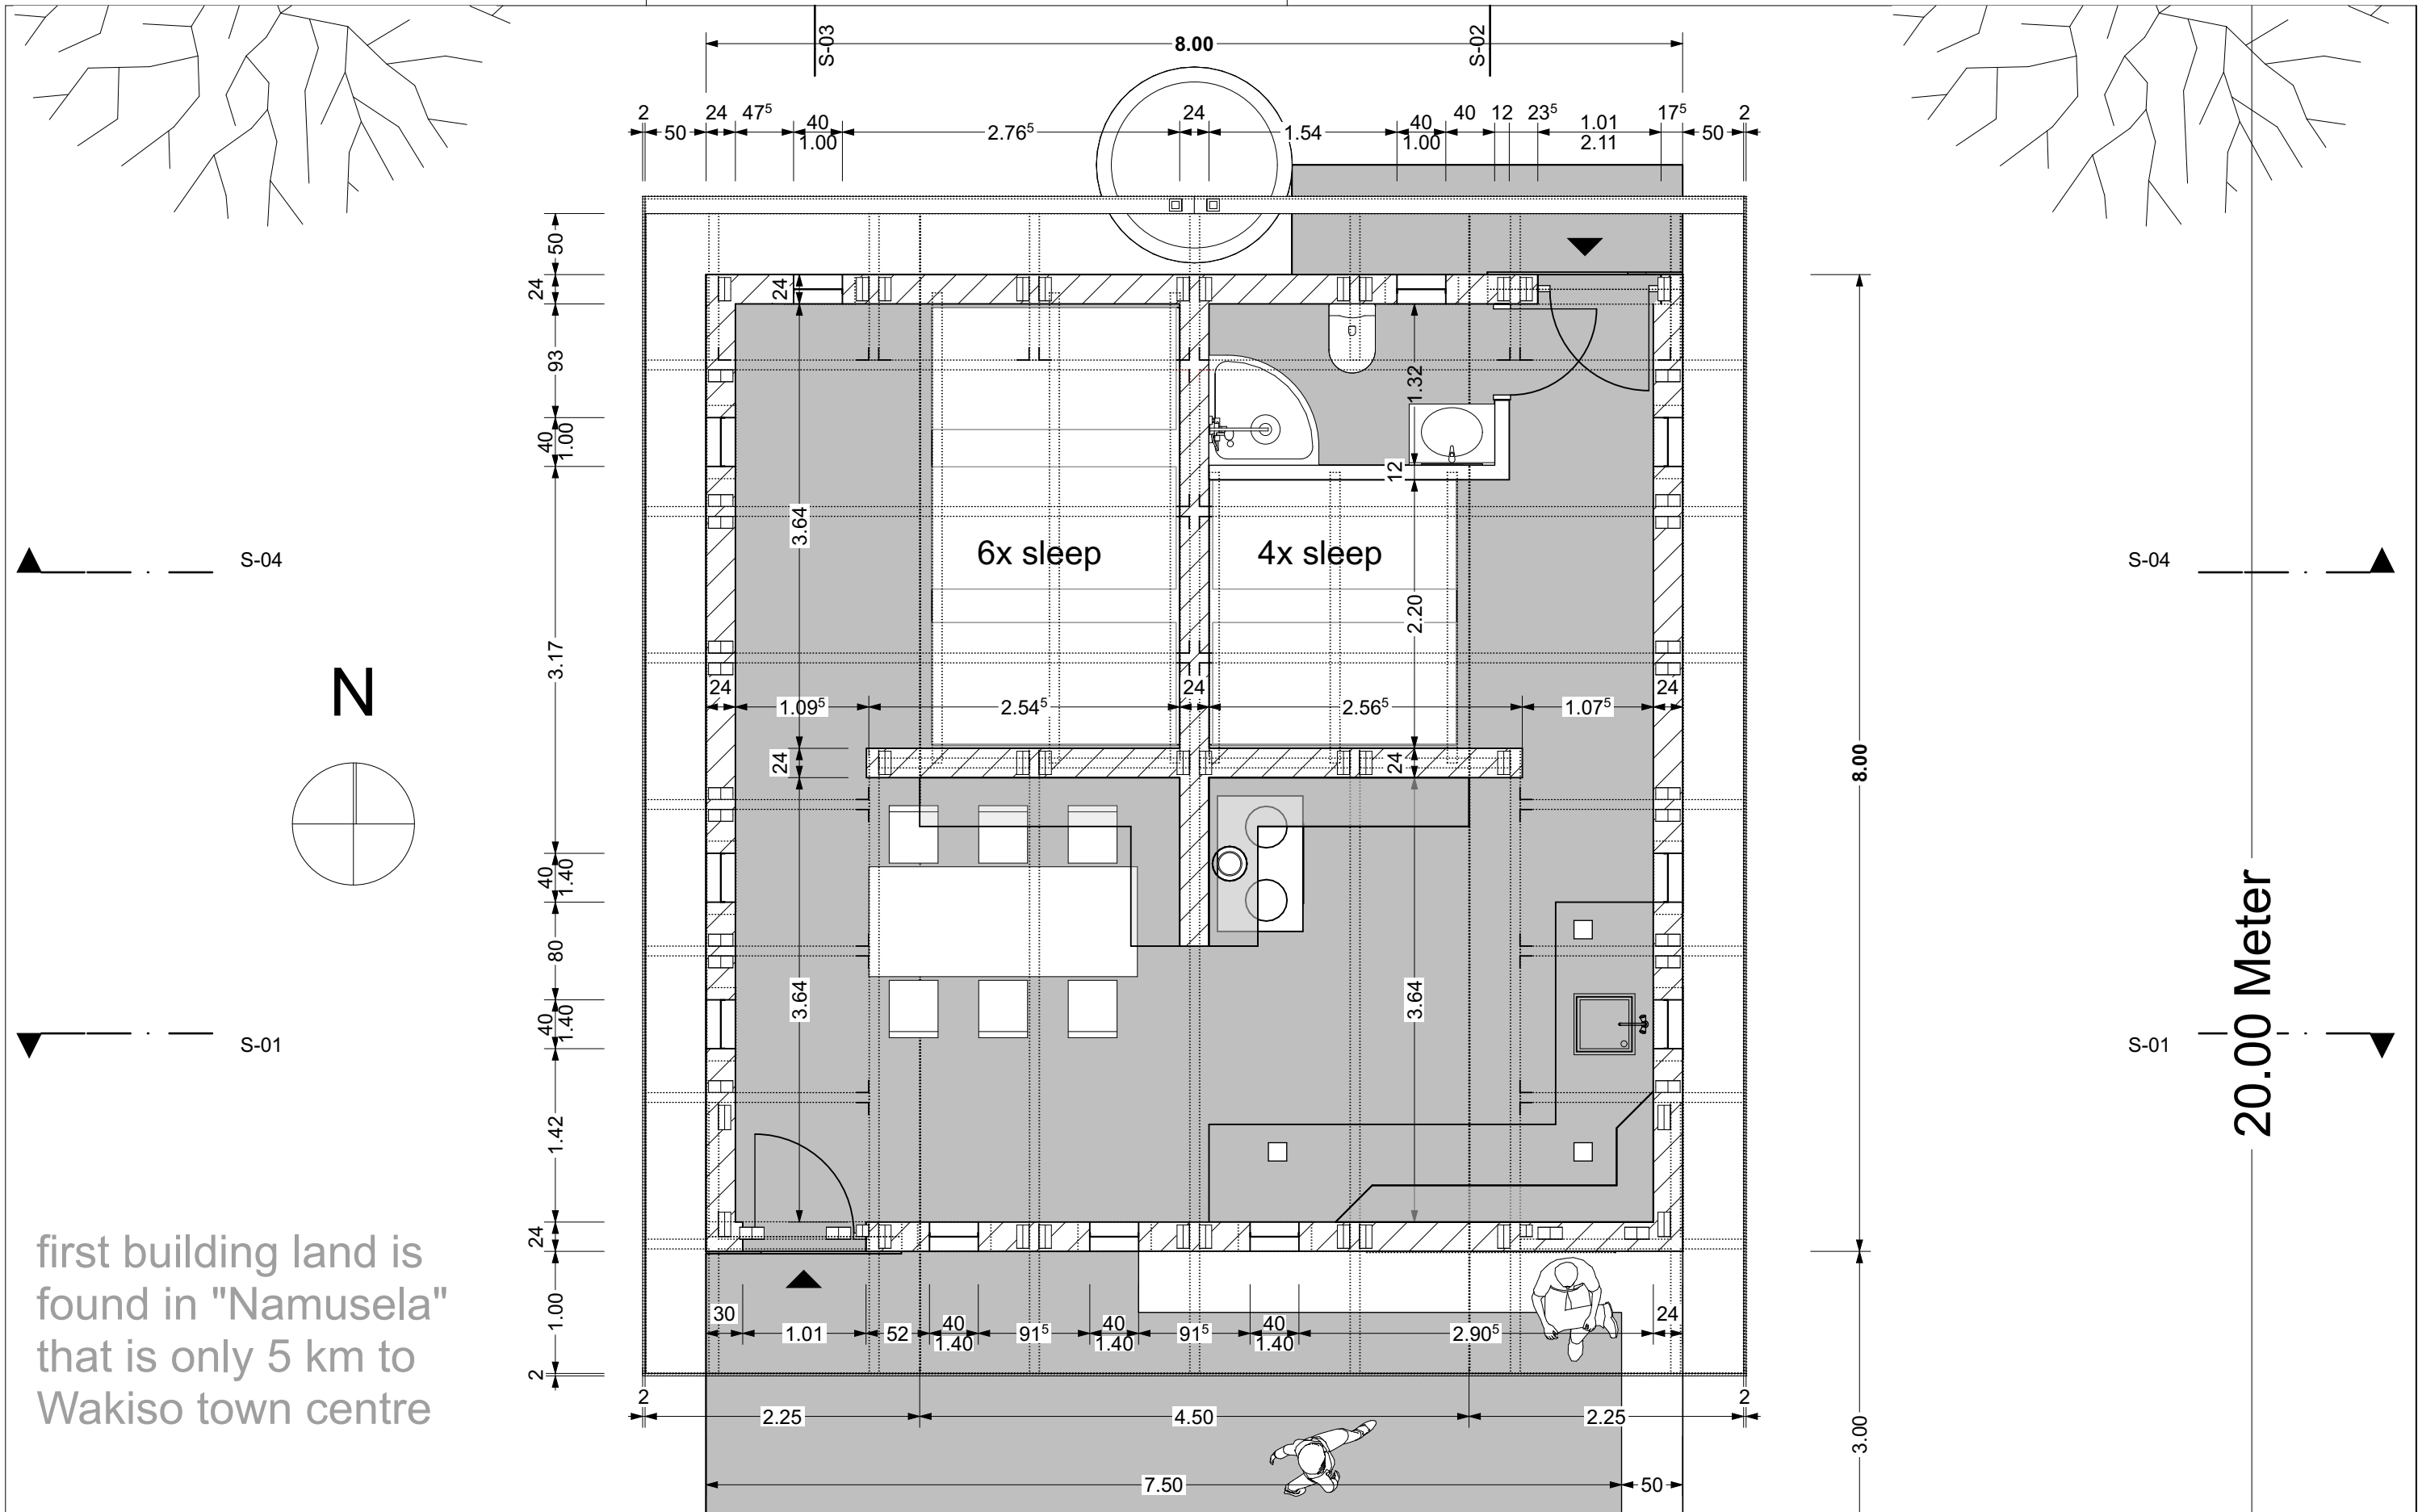 S-03
8.00
S-02
2 24 47⁵ 40 24 40 40 12 23⁵ 1.01 17⁵ 2
50 1.00 2.76⁵ 1.54 1.00 2.11 50
50
24 24
93
1.32
40 1.00
12
S-04 3.64 6x sleep 4x sleep S-04
3.17 2.20
N
24 24 24
1.09⁵ 2.54⁵ 2.56⁵ 1.07⁵
24 24
8.00
40 1.40
80
3.64 3.64
40 1.40
S-01 S-01
20.00 Meter
1.42
24
first building land is
found in "Namusela"
that is only 5 km to
Wakiso town centre
1.00
30 1.01 52 40 91⁵ 40 91⁵ 40 2.90⁵ 24
1.40 1.40 1.40
2
2 2
2.25 4.50 2.25
3.00
7.50 50